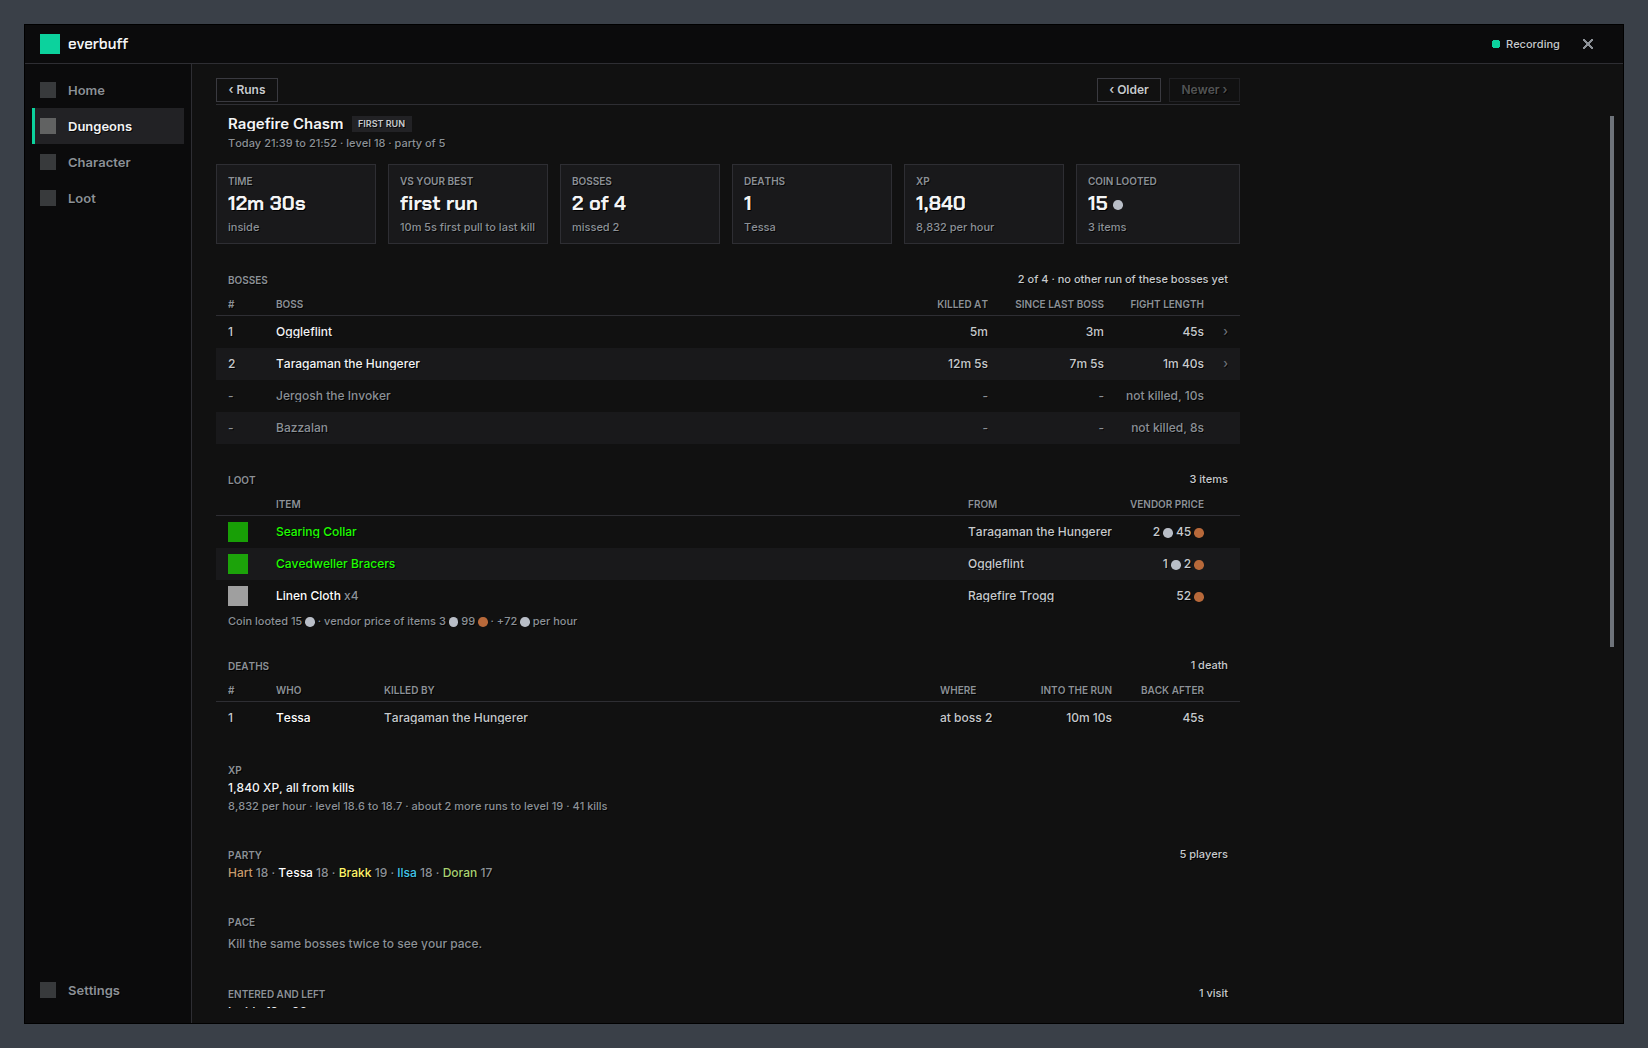 everbuff
Recording
Home
Dungeons
Character
Loot
Settings
‹ Runs
‹ Older
Newer ›
Ragefire Chasm FIRST RUN
Today 21:39 to 21:52 · level 18 · party of 5
TIME
12m 30s
inside
VS YOUR BEST
first run
10m 5s first pull to last kill
BOSSES
2 of 4
missed 2
DEATHS
1
Tessa
XP
1,840
8,832 per hour
COIN LOOTED
15
3 items
BOSSES 2 of 4 · no other run of these bosses yet
# BOSS KILLED AT SINCE LAST BOSS FIGHT LENGTH
1 Oggleflint 5m 3m 45s ›
2 Taragaman the Hungerer 12m 5s 7m 5s 1m 40s ›
- Jergosh the Invoker - - not killed, 10s
- Bazzalan - - not killed, 8s
LOOT 3 items
ITEM FROM VENDOR PRICE
Searing Collar Taragaman the Hungerer 2 45
Cavedweller Bracers Oggleflint 1 2
Linen Cloth x4 Ragefire Trogg 52
Coin looted 15 · vendor price of items 3 99 · +72 per hour
DEATHS 1 death
# WHO KILLED BY WHERE INTO THE RUN BACK AFTER
1 Tessa Taragaman the Hungerer at boss 2 10m 10s 45s
XP
1,840 XP, all from kills
8,832 per hour · level 18.6 to 18.7 · about 2 more runs to level 19 · 41 kills
PARTY 5 players
Hart 18 · Tessa 18 · Brakk 19 · Ilsa 18 · Doran 17
PACE
Kill the same bosses twice to see your pace.
ENTERED AND LEFT 1 visit